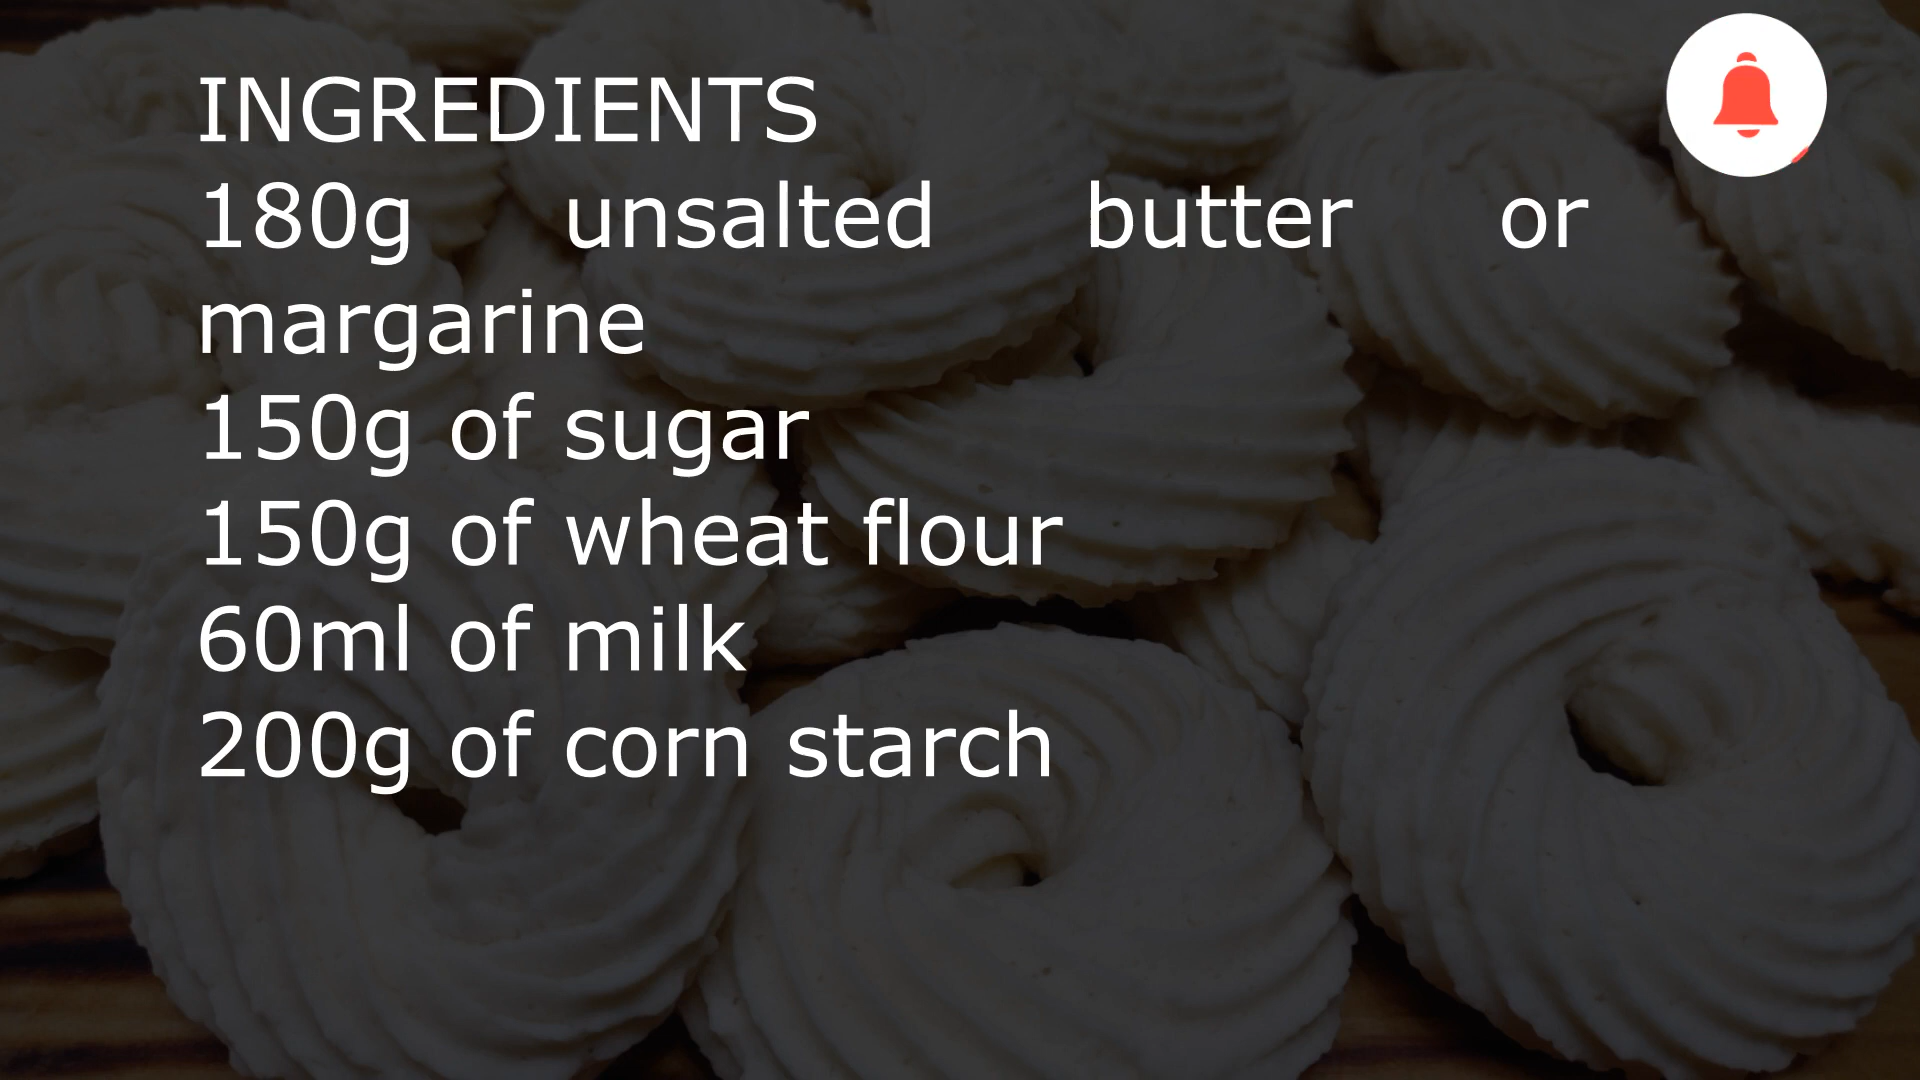 INGREDIENTS
180g unsalted butter or
margarine
150g of sugar
150g of wheat flour
60ml of milk
200g of corn starch